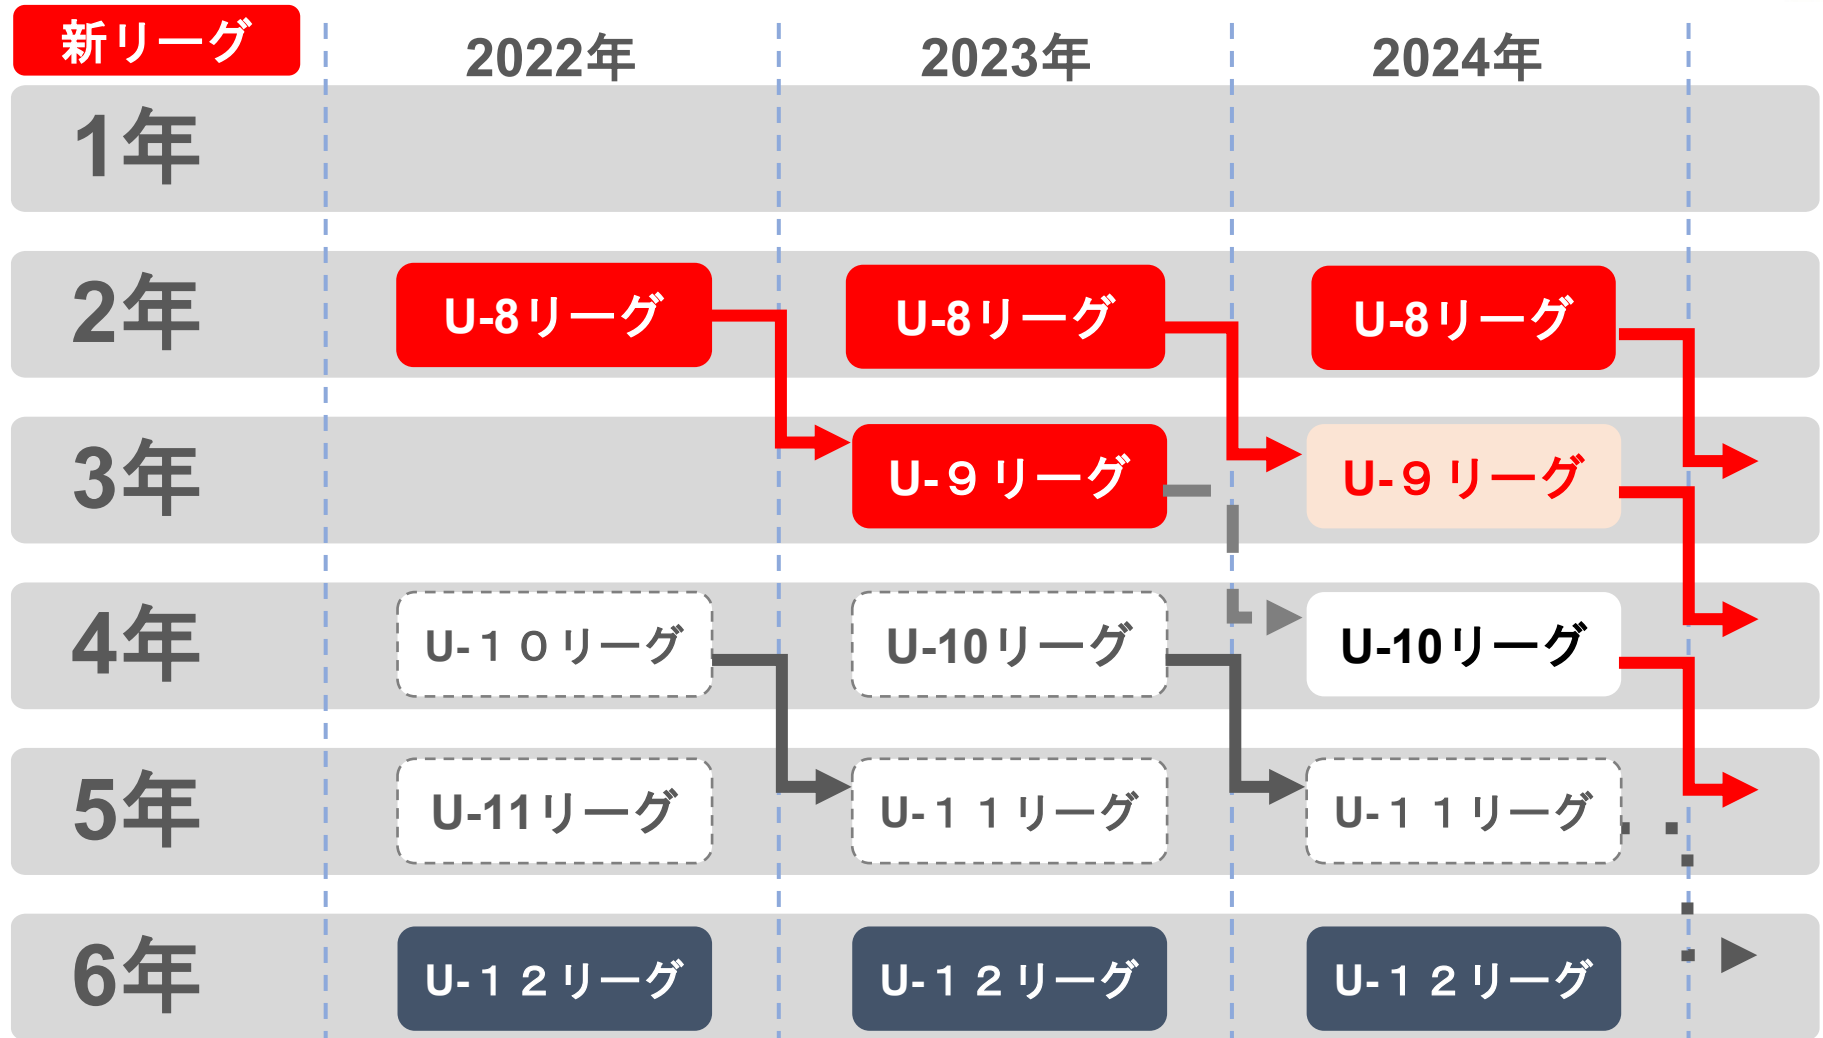 新リーグ
2022年
2023年
2024年
1年
2年
U-8リーグ
U-8リーグ
U-8リーグ
3年
U-９リーグ
U-９リーグ
4年
U-１０リーグ
U-10リーグ
U-10リーグ
5年
U-11リーグ
U-１１リーグ
U-１１リーグ
6年
U-１２リーグ
U-１２リーグ
U-１２リーグ